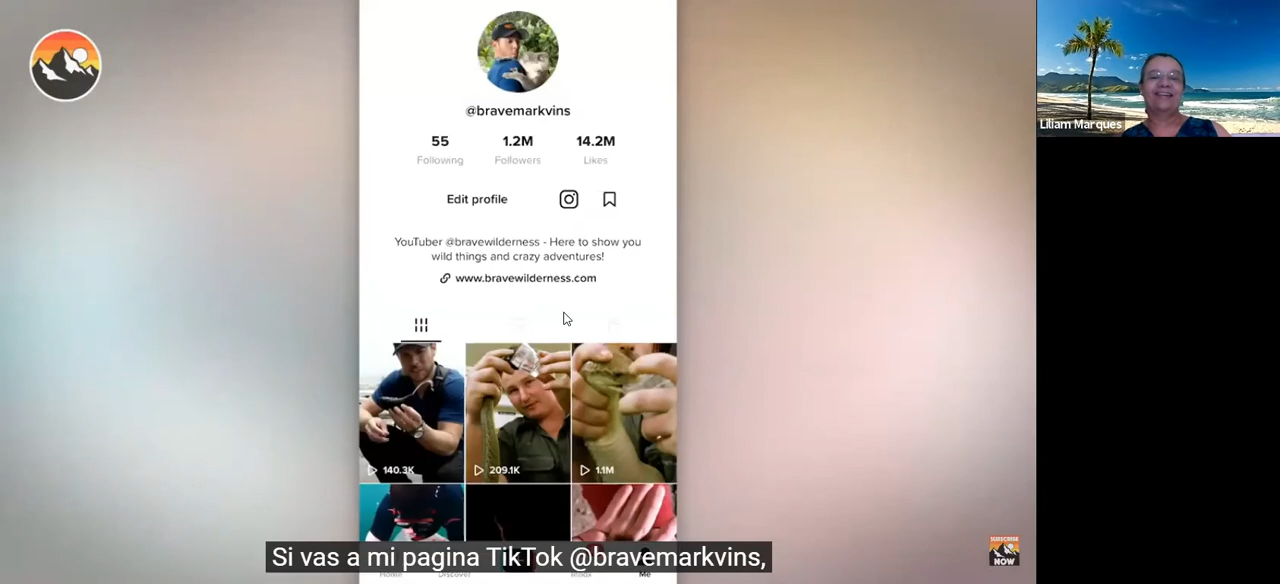 @bravemarkvins
55 1.2M 14.2M
Following Followers Likes
Edit profile
YouTuber @bravewilderness - Here to show you
wild things and crazy adventures!
www.bravewilderness.com
140.3K 209.1K 1.1M
Si vas a mi pagina TikTok @bravemarkvins,
Me
Liliam Marques
SUBSCRIBE
NOW